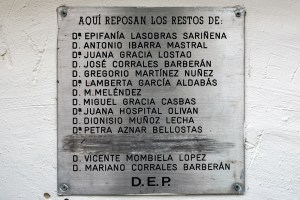 AQUÍ REPOSAN LOS RESTOS DE:
Dª EPIFANÍA LASOBRAS SARIÑENA
D. ANTONIO IBARRA MASTRAL
Dª JUANA GRACIA LOSTAO
D. JOSÉ CORRALES BARBERÁN
D. GREGORIO MARTÍNEZ NUÑEZ
Dª LAMBERTA GARCÍA ALDABÁS
D. M. MELÉNDEZ
D. MIGUEL GRACIA CASBAS
Dª JUANA HOSPITAL OLIVAN
D. DIONISIO MUÑOZ LECHA
Dª PETRA AZNAR BELLOSTAS
D. VICENTE MOMBIELA LOPEZ
D. MARIANO CORRALES BARBERÁN
D.E.P.